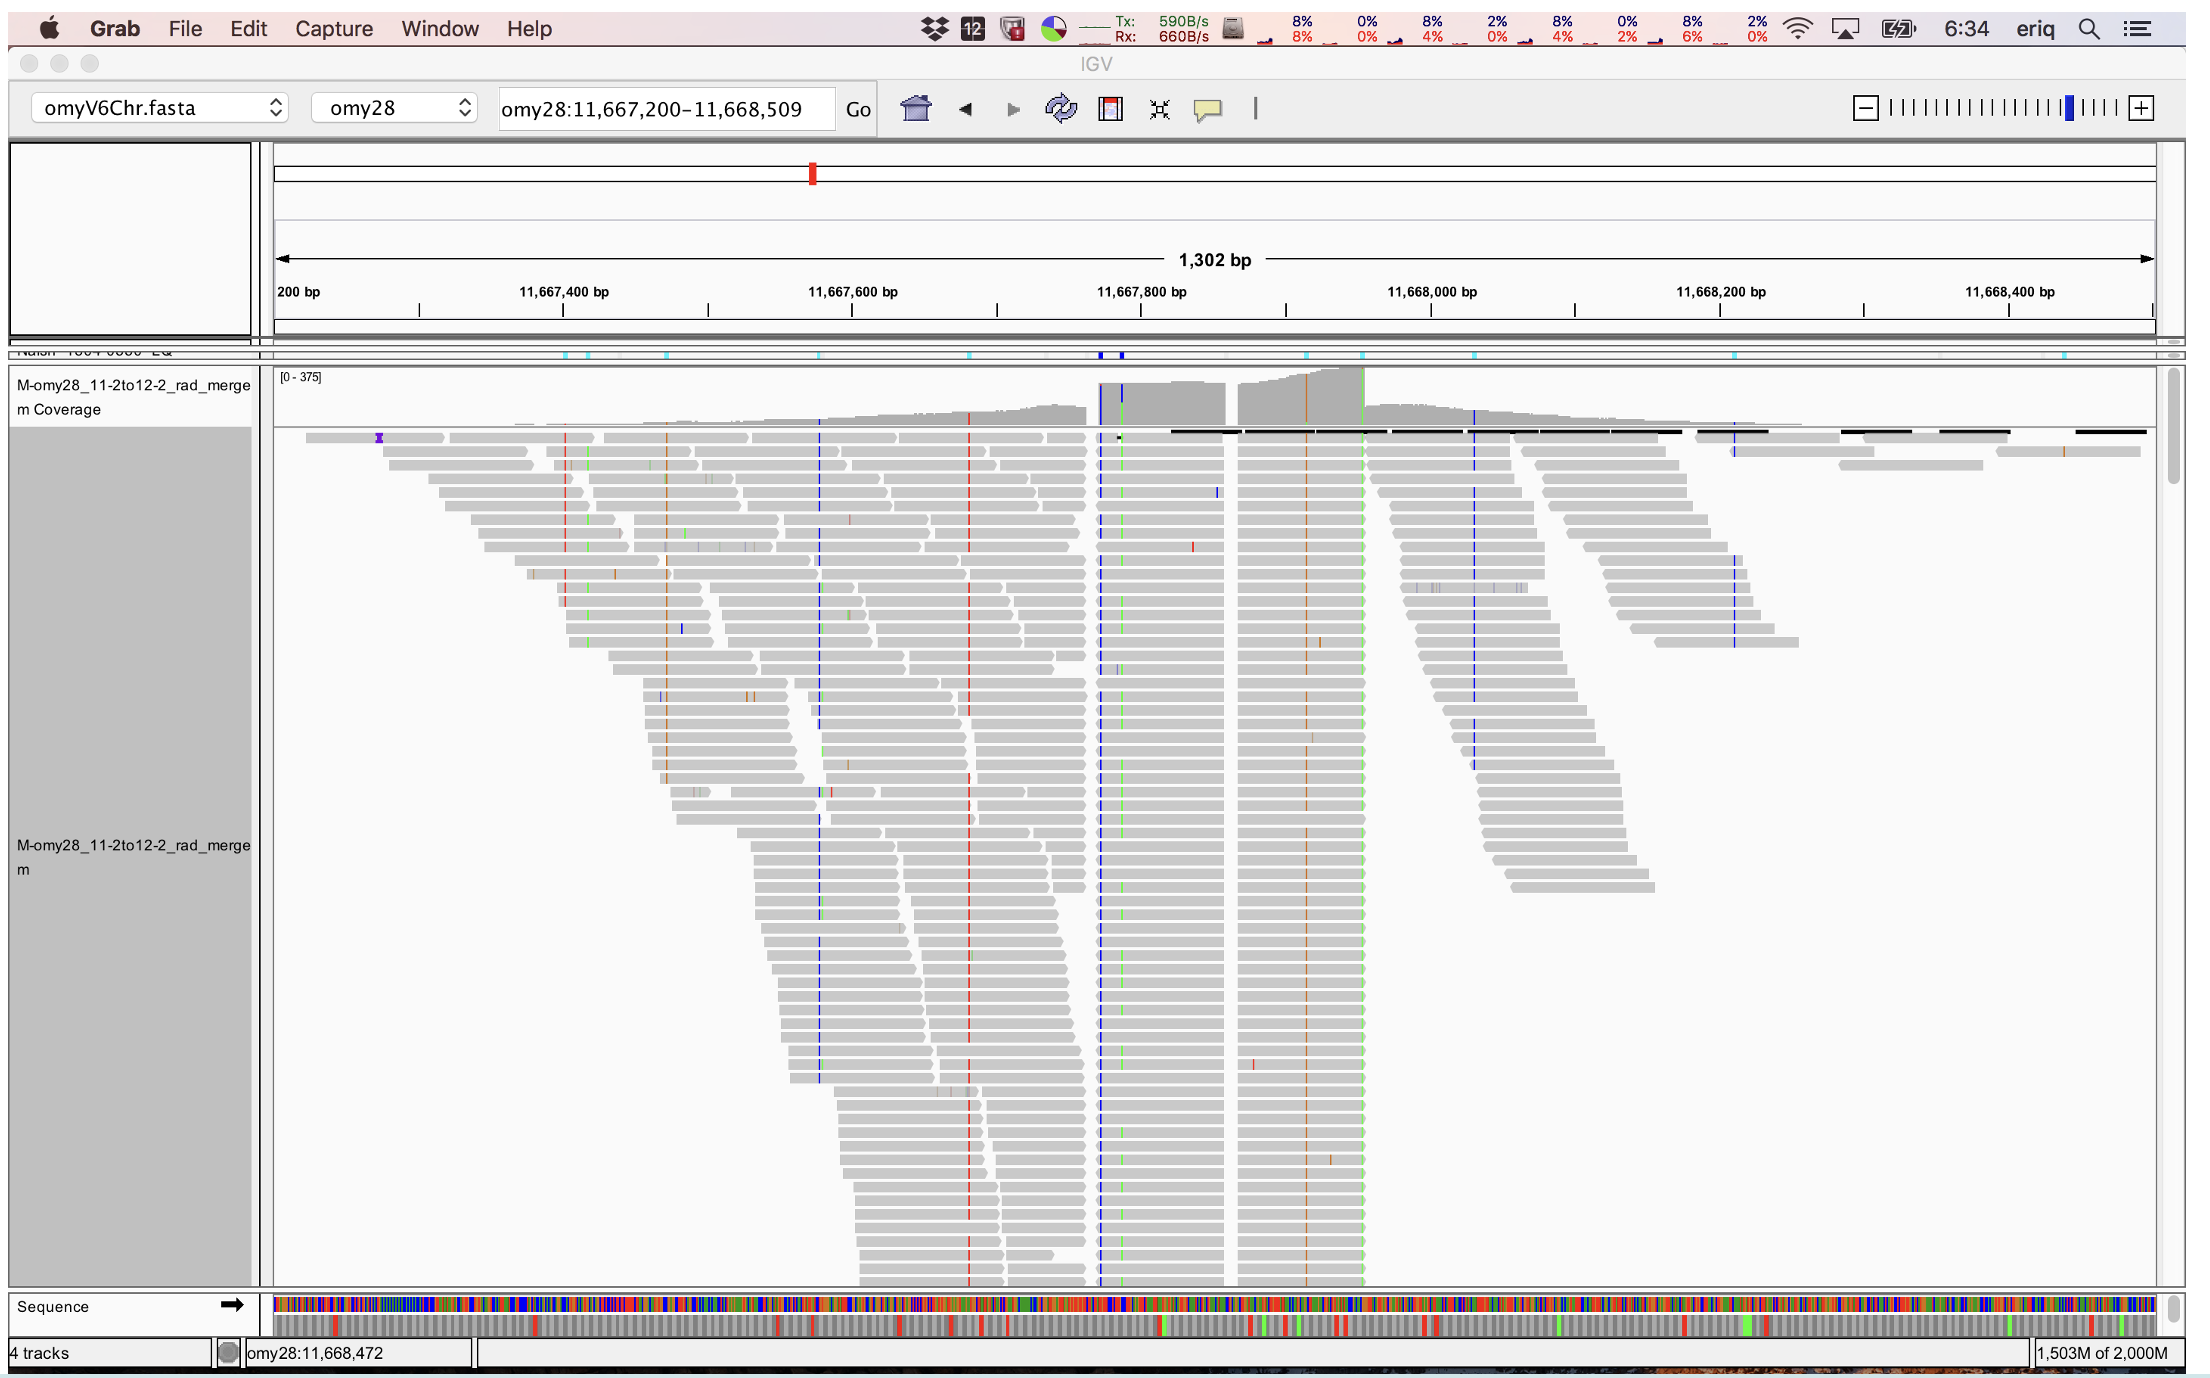 Grab File Edit Capture Window Help 12 Tx: 590B/s 8% 0% 8% 2% 8% 0% 8% 2% 6:34 eriq
Rx: 660B/s 8% 0% 4% 0% 4% 2% 6% 0%
IGV
omyV6Chr.fasta omy28 omy28:11,667,200-11,668,509 Go
1,302 bp
200 bp 11,667,400 bp 11,667,600 bp 11,667,800 bp 11,668,000 bp 11,668,200 bp 11,668,400 bp
M-omy28_11-2to12-2_rad_merge
m Coverage
[0 - 375]
M-omy28_11-2to12-2_rad_merge
m
Sequence
4 tracks omy28:11,668,472 1,503M of 2,000M